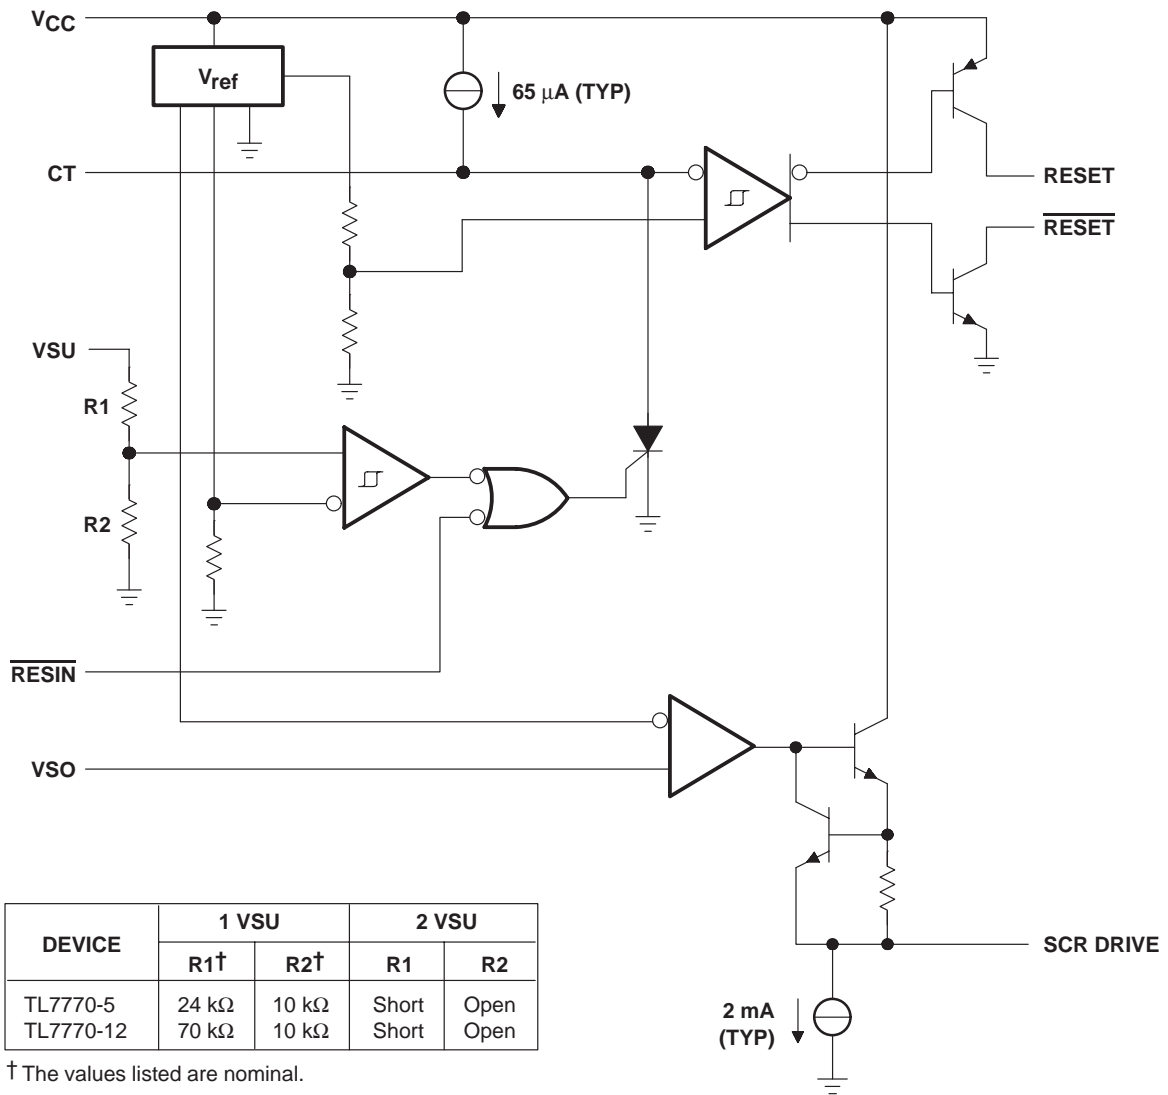 VCC
Vref
65 μA (TYP)
CT
RESET
RESET
VSU
R1
R2
RESIN
VSO
SCR DRIVE
2 mA
(TYP)
DEVICE 1 VSU 2 VSU
R1† R2† R1 R2
TL7770-5 24 kΩ 10 kΩ Short Open
TL7770-12 70 kΩ 10 kΩ Short Open
† The values listed are nominal.